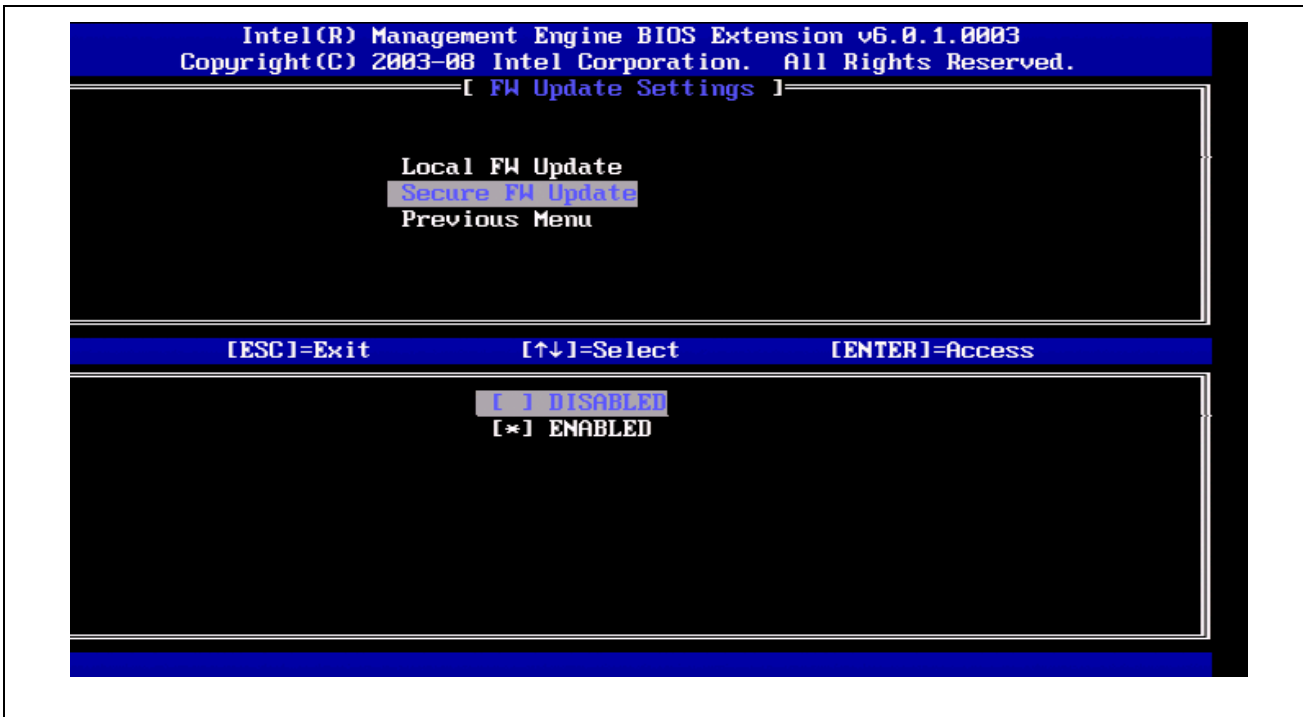 Intel(R) Management Engine BIOS Extension v6.0.1.0003
Copyright(C) 2003-08 Intel Corporation. All Rights Reserved.
[ FW Update Settings ]
Local FW Update
Secure FW Update
Previous Menu
[ESC]=Exit [↑↓]=Select [ENTER]=Access
[ ] DISABLED
[*] ENABLED